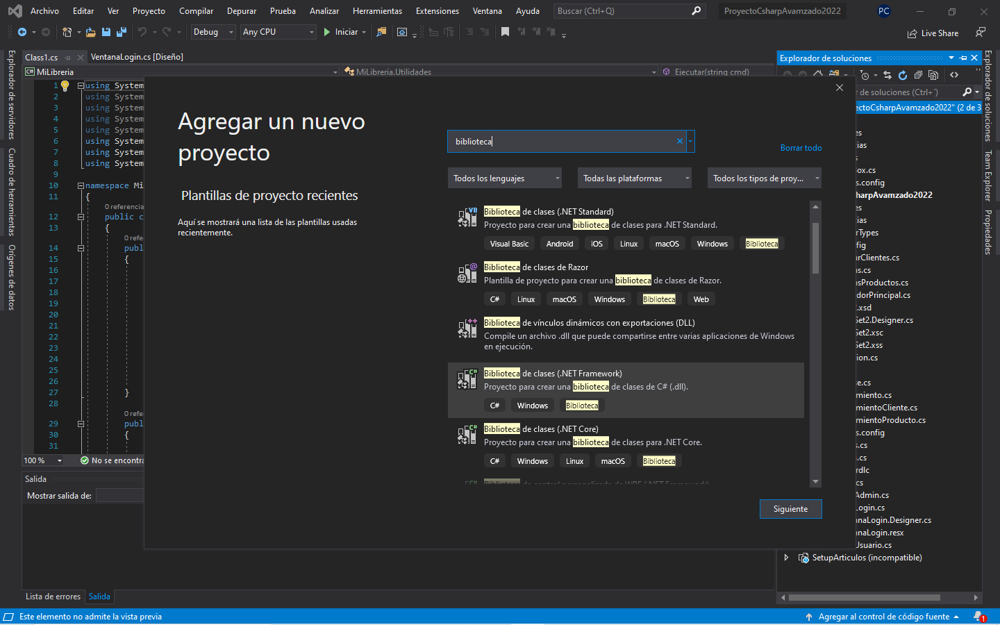 Archivo Editar Ver Proyecto Compilar Depurar Prueba Analizar Herramientas Extensiones Ventana Ayuda Buscar (Ctrl+Q) ProyectoCsharpAvamzado2022 PC
Debug Any CPU Iniciar Live Share
Class1.cs VentanaLogin.cs [Diseño]
C# MiLibreria MiLibreria.Utilidades Ejecutar(string cmd)
Explorador de servidores
Cuadro de herramientas
Orígenes de datos
1 using System
2 using System
3 using System
4 using System
5 using System
6 using System
7 using System
8 using System
9
10 namespace Mi
11 {
0 referencia
12 public c
13 {
0 refe
14 publ
15 {
16
17
18
19
20
21
22
23
24
25
26
27 }
28
0 refe
29 publ
30 {
31
100 % No se encontra
Salida
Mostrar salida de:
Lista de errores Salida
Agregar un nuevo
proyecto
Plantillas de proyecto recientes
Aquí se mostrará una lista de las plantillas usadas
recientemente.
biblioteca
Borrar todo
Todos los lenguajes Todas las plataformas Todos los tipos de proy...
VB Biblioteca de clases (.NET Standard)
Proyecto para crear una biblioteca de clases para .NET Standard.
Visual Basic Android iOS Linux macOS Windows Biblioteca
@ Biblioteca de clases de Razor
Plantilla de proyecto para crear una biblioteca de clases de Razor.
C# Linux macOS Windows Biblioteca Web
++ Biblioteca de vínculos dinámicos con exportaciones (DLL)
Compile un archivo .dll que puede compartirse entre varias aplicaciones de Windows
en ejecución.
C# Biblioteca de clases (.NET Framework)
Proyecto para crear una biblioteca de clases de C# (.dll).
C# Windows Biblioteca
C# Biblioteca de clases (.NET Core)
Proyecto para crear una biblioteca de clases para .NET Core.
C# Windows Linux macOS Biblioteca
C# Biblioteca de control personalizado de WPF (.NET Framework)
Siguiente
Explorador de soluciones
r de soluciones (Ctrl+´)
ectoCsharpAvamzado2022" (2 de 3
es
ias
s
ox.cs
s.config
harpAvamzado2022
es
ias
rTypes
fig
arClientes.cs
as.cs
sProductos.cs
dorPrincipal.cs
.xsd
Set2.Designer.cs
Set2.xsc
Set2.xss
sion.cs
se.cs
miento.cs
mientoCliente.cs
mientoProducto.cs
s.config
s.cs
.cs
rdlc
cs
Admin.cs
Login.cs
naLogin.Designer.cs
naLogin.resx
Usuario.cs
SetupArticulos (incompatible)
Explorador de soluciones
Team Explorer
Propiedades
Este elemento no admite la vista previa Agregar al control de código fuente 1